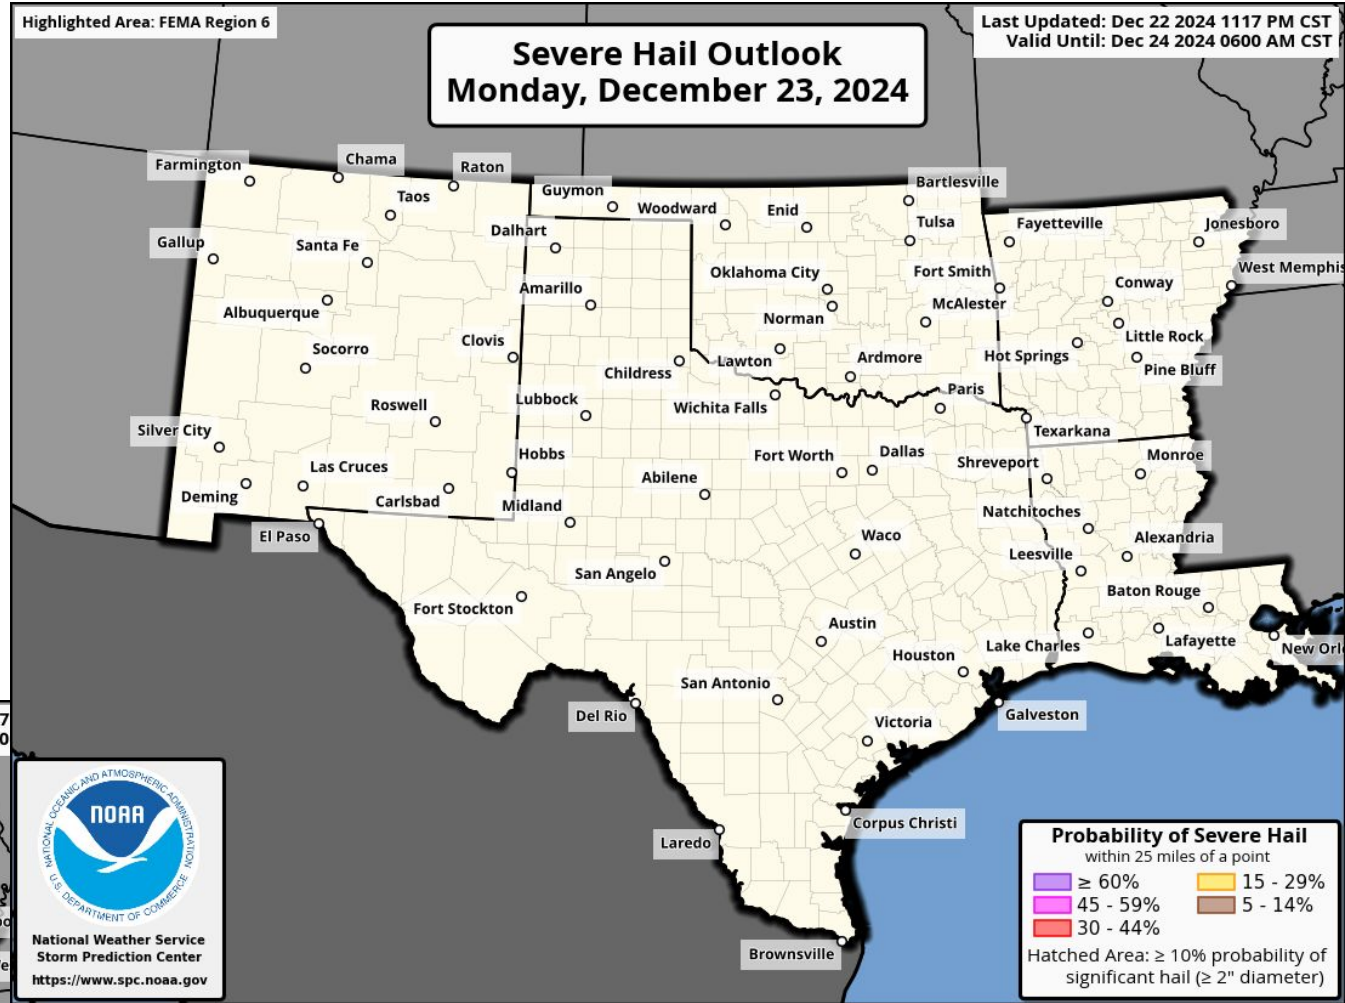 Highlighted Area: FEMA Region 6
Last Updated: Dec 22 2024 1117 PM CST
Valid Until: Dec 24 2024 0600 AM CST
Severe Hail Outlook
Monday, December 23, 2024
Farmington
Chama
Raton
Taos
Guymon
Woodward
Enid
Bartlesville
Tulsa
Fayetteville
Jonesboro
Gallup
Santa Fe
Dalhart
Oklahoma City
Fort Smith
West Memphis
Amarillo
Conway
Albuquerque
Norman
McAlester
Clovis
Little Rock
Socorro
Childress
Lawton
Ardmore
Hot Springs
Pine Bluff
Roswell
Lubbock
Wichita Falls
Paris
Silver City
Texarkana
Hobbs
Fort Worth
Dallas
Shreveport
Monroe
Las Cruces
Abilene
Deming
Carlsbad
Midland
Natchitoches
El Paso
Waco
Alexandria
Leesville
San Angelo
Fort Stockton
Baton Rouge
Austin
Lake Charles
Lafayette
New Orl
Houston
San Antonio
Del Rio
Victoria
Galveston
Laredo
Corpus Christi
Brownsville
7
0
NATIONAL OCEANIC AND ATMOSPHERIC ADMINISTRATION
NOAA
U.S. DEPARTMENT OF COMMERCE
National Weather Service
Storm Prediction Center
https://www.spc.noaa.gov
Probability of Severe Hail
within 25 miles of a point
≥ 60%
15 - 29%
45 - 59%
5 - 14%
30 - 44%
Hatched Area: ≥ 10% probability of
significant hail (≥ 2" diameter)